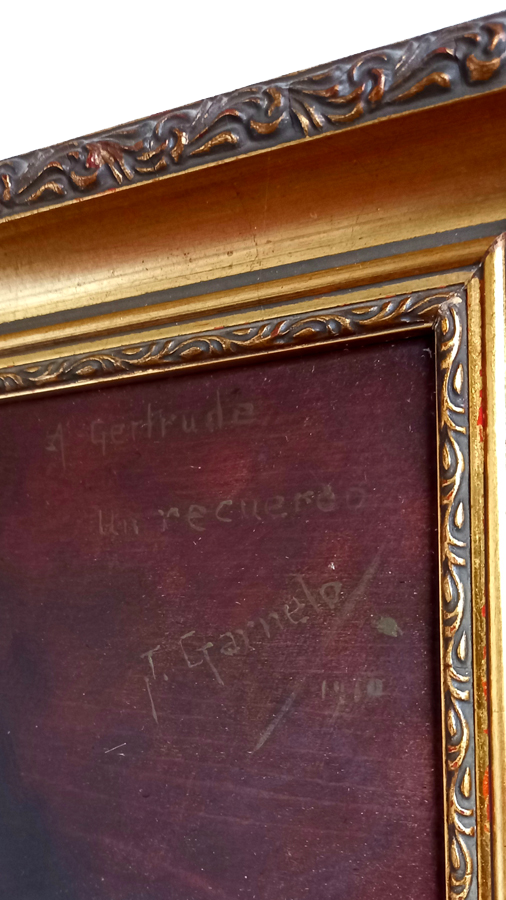 A Gertrude
Un recuerdo
J. Garnelo
1910